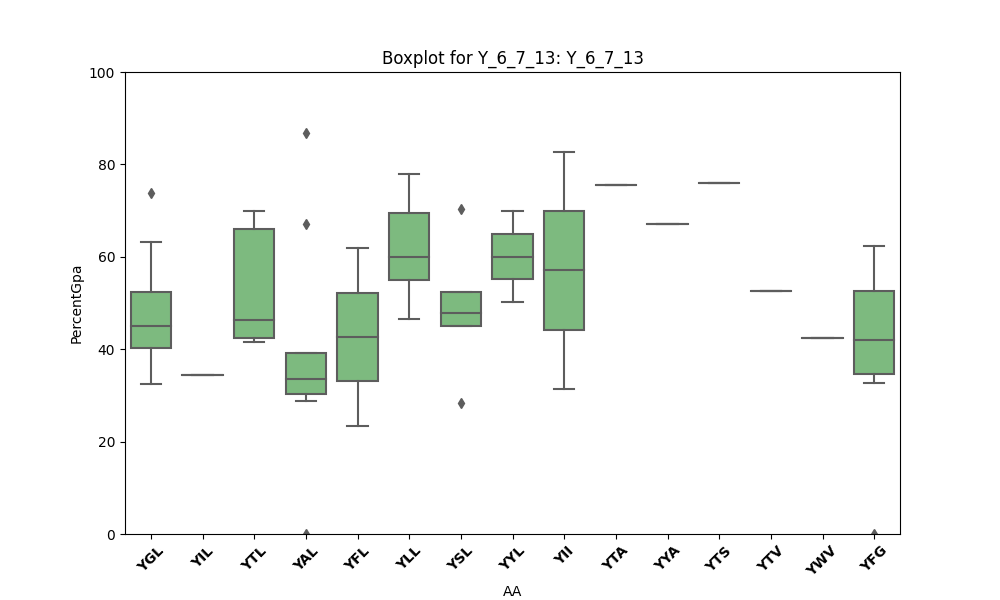 Boxplot for Y_6_7_13: Y_6_7_13
100
80
60
40
20
0
PercentGpa
YGL YIL YTL YAL YFL YLL YSL YYL YII YTA YYA YTS YTV YWV YFG
AA